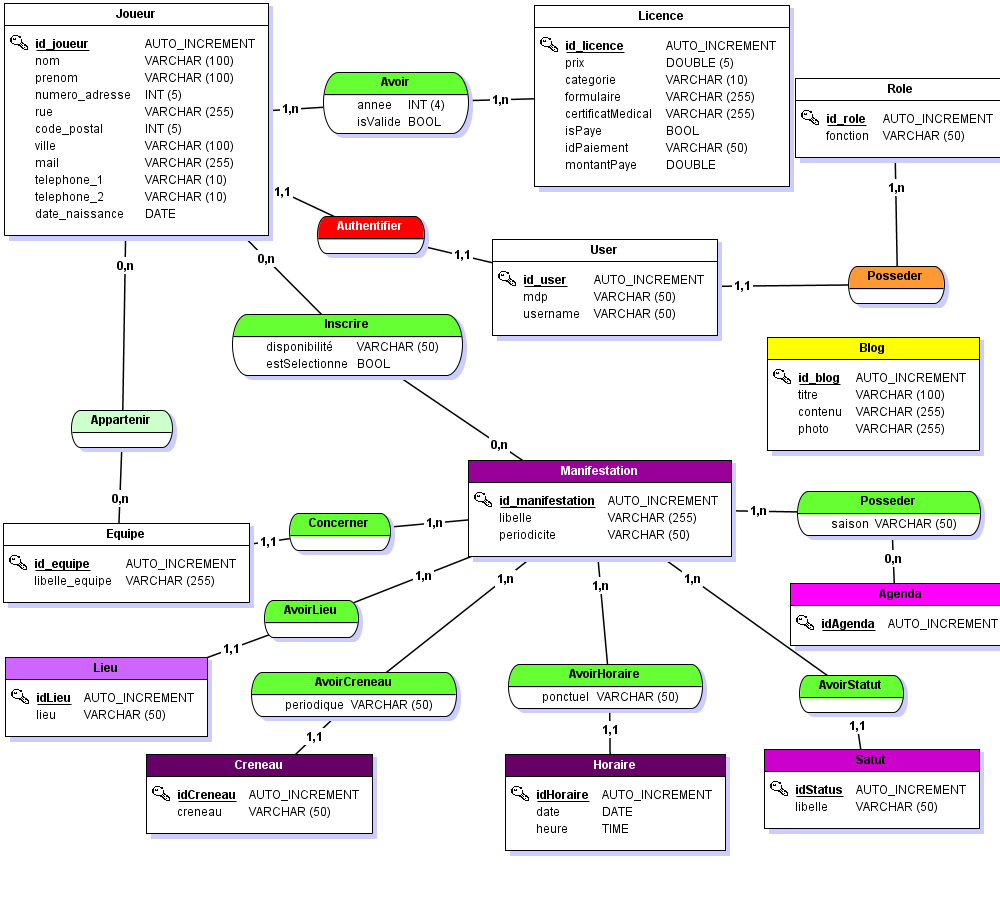 Joueur
id_joueur AUTO_INCREMENT
nom VARCHAR (100)
prenom VARCHAR (100)
numero_adresse INT (5)
rue VARCHAR (255)
code_postal INT (5)
ville VARCHAR (100)
mail VARCHAR (255)
telephone_1 VARCHAR (10)
telephone_2 VARCHAR (10)
date_naissance DATE
1,n
Avoir
annee INT (4)
isValide BOOL
1,n
Licence
id_licence AUTO_INCREMENT
prix DOUBLE (5)
categorie VARCHAR (10)
formulaire VARCHAR (255)
certificatMedical VARCHAR (255)
isPaye BOOL
idPaiement VARCHAR (50)
montantPaye DOUBLE
Role
id_role AUTO_INCREMENT
fonction VARCHAR (50)
1,n
1,1
Authentifier
1,1
User
id_user AUTO_INCREMENT
mdp VARCHAR (50)
username VARCHAR (50)
1,1
Posseder
0,n
0,n
Inscrire
disponibilité VARCHAR (50)
estSelectionne BOOL
0,n
Blog
id_blog AUTO_INCREMENT
titre VARCHAR (100)
contenu VARCHAR (255)
photo VARCHAR (255)
Appartenir
0,n
Manifestation
id_manifestation AUTO_INCREMENT
libelle VARCHAR (255)
periodicite VARCHAR (50)
1,n
Posseder
saison VARCHAR (50)
0,n
Equipe
id_equipe AUTO_INCREMENT
libelle_equipe VARCHAR (255)
1,1
Concerner
1,n
Agenda
idAgenda AUTO_INCREMENT
1,n
1,n
1,n
1,n
AvoirLieu
1,1
Lieu
idLieu AUTO_INCREMENT
lieu VARCHAR (50)
AvoirCreneau
periodique VARCHAR (50)
1,1
AvoirHoraire
ponctuel VARCHAR (50)
1,1
AvoirStatut
1,1
Creneau
idCreneau AUTO_INCREMENT
creneau VARCHAR (50)
Horaire
idHoraire AUTO_INCREMENT
date DATE
heure TIME
Satut
idStatus AUTO_INCREMENT
libelle VARCHAR (50)